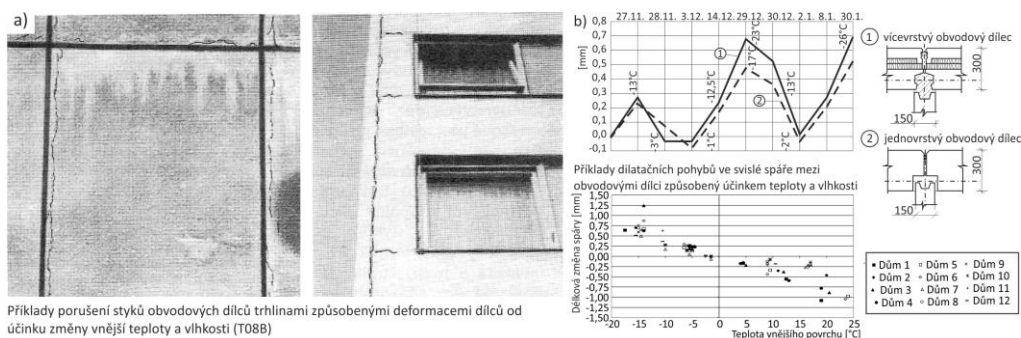 a)
Příklady porušení styků obvodových dílců trhlinami způsobenými deformacemi dílců od
účinku změny vnější teploty a vlhkosti (T08B)
b)
27.11. 28.11. 3.12. 14.12. 29.12. 30.12. 2.1. 8.1. 30.1.
[mm]
0,8
0,7
0,6
0,5
0,4
0,3
0,2
0,1
0,0
-0,1
-13°C
-3°C
-1°C
-12,5°C
-17°C
-23°C
-13°C
-2°C
-26°C
1
2
Příklady dilatačních pohybů ve svislé spáře mezi
obvodovými dílci způsobený účinkem teploty a vlhkosti
1 vícevrstvý obvodový dílec
300
150
2 jednovrstvý obvodový dílec
300
150
Délková změna spáry [mm]
1,50
1,25
1,00
0,75
0,50
0,25
0,00
-0,25
-0,50
-0,75
-1,00
-1,25
-1,50
-20 -15 -10 -5 0 5 10 15 20 25
Teplota vnějšího povrchu [°C]
Dům 1 Dům 5 Dům 9
Dům 2 Dům 6 Dům 10
Dům 3 Dům 7 Dům 11
Dům 4 Dům 8 Dům 12